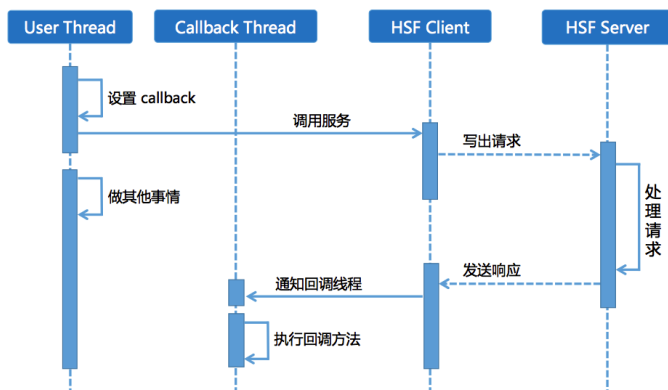 User Thread
Callback Thread
HSF Client
HSF Server
设置 callback
调用服务
写出请求
做其他事情
处理请求
发送响应
通知回调线程
执行回调方法